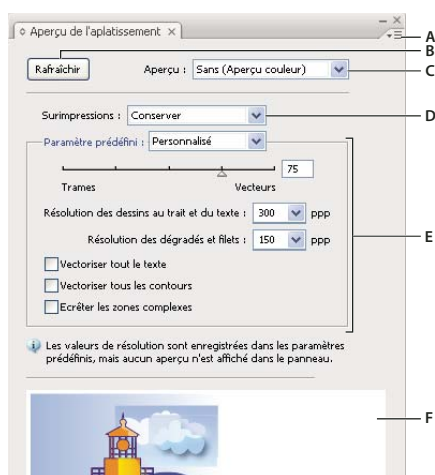 Aperçu de l'aplatissement
A
B
Rafraîchir
Aperçu : Sans (Aperçu couleur)
C
Surimpressions : Conserver
D
Paramètre prédéfini : Personnalisé
75
Trames Vecteurs
Résolution des dessins au trait et du texte : 300 ppp
Résolution des dégradés et filets : 150 ppp
E
Vectoriser tout le texte
Vectoriser tous les contours
Ecrêter les zones complexes
Les valeurs de résolution sont enregistrées dans les paramètres
prédéfinis, mais aucun aperçu n'est affiché dans le panneau.
F